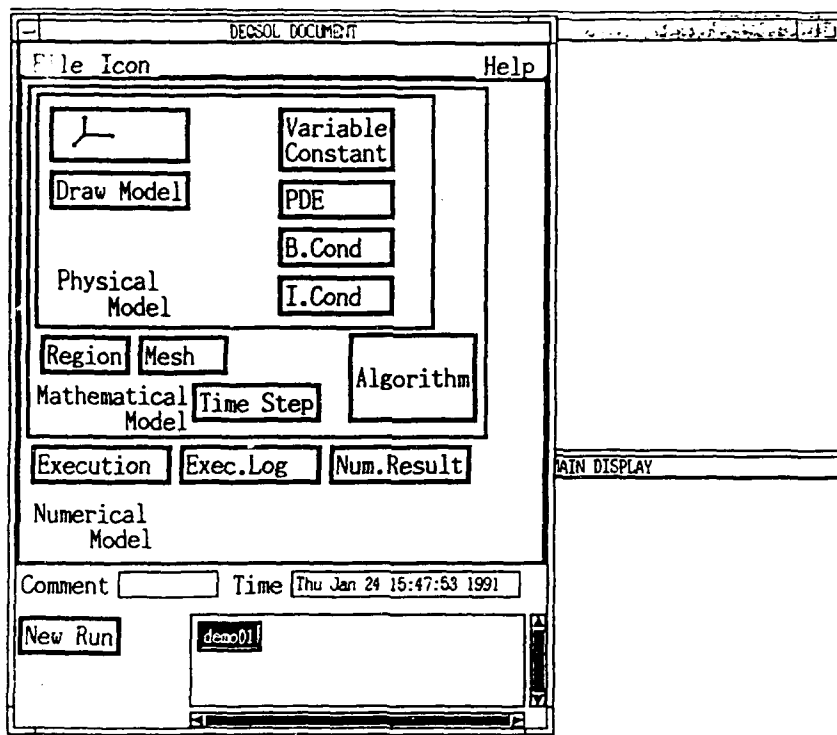 DEQSOL DOCUMENT
File Icon Help
Variable
Constant
Draw Model
PDE
B.Cond
Physical
Model
I.Cond
Region Mesh
Algorithm
Mathematical
Model
Time Step
Execution Exec.Log Num.Result
MAIN DISPLAY
Numerical
Model
Comment Time Thu Jan 24 15:47:53 1991
New Run demo01